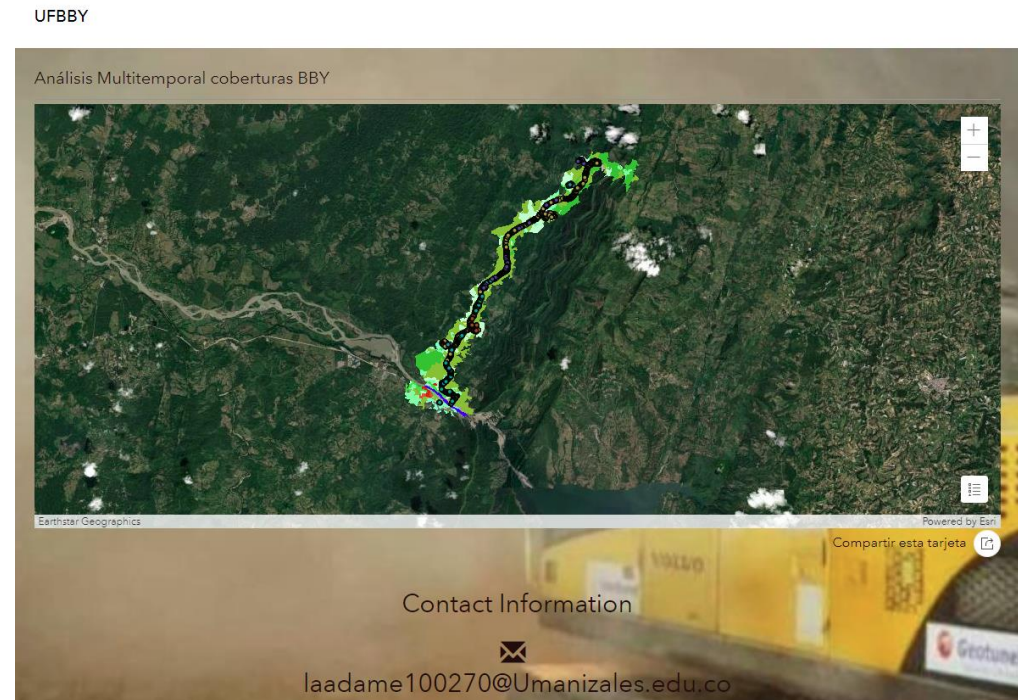 UFBBY
Análisis Multitemporal coberturas BBY
+
−
Earthstar Geographics
Powered by Esri
Compartir esta tarjeta
VOLVO
Contact Information
Geotune
laadame100270@Umanizales.edu.co